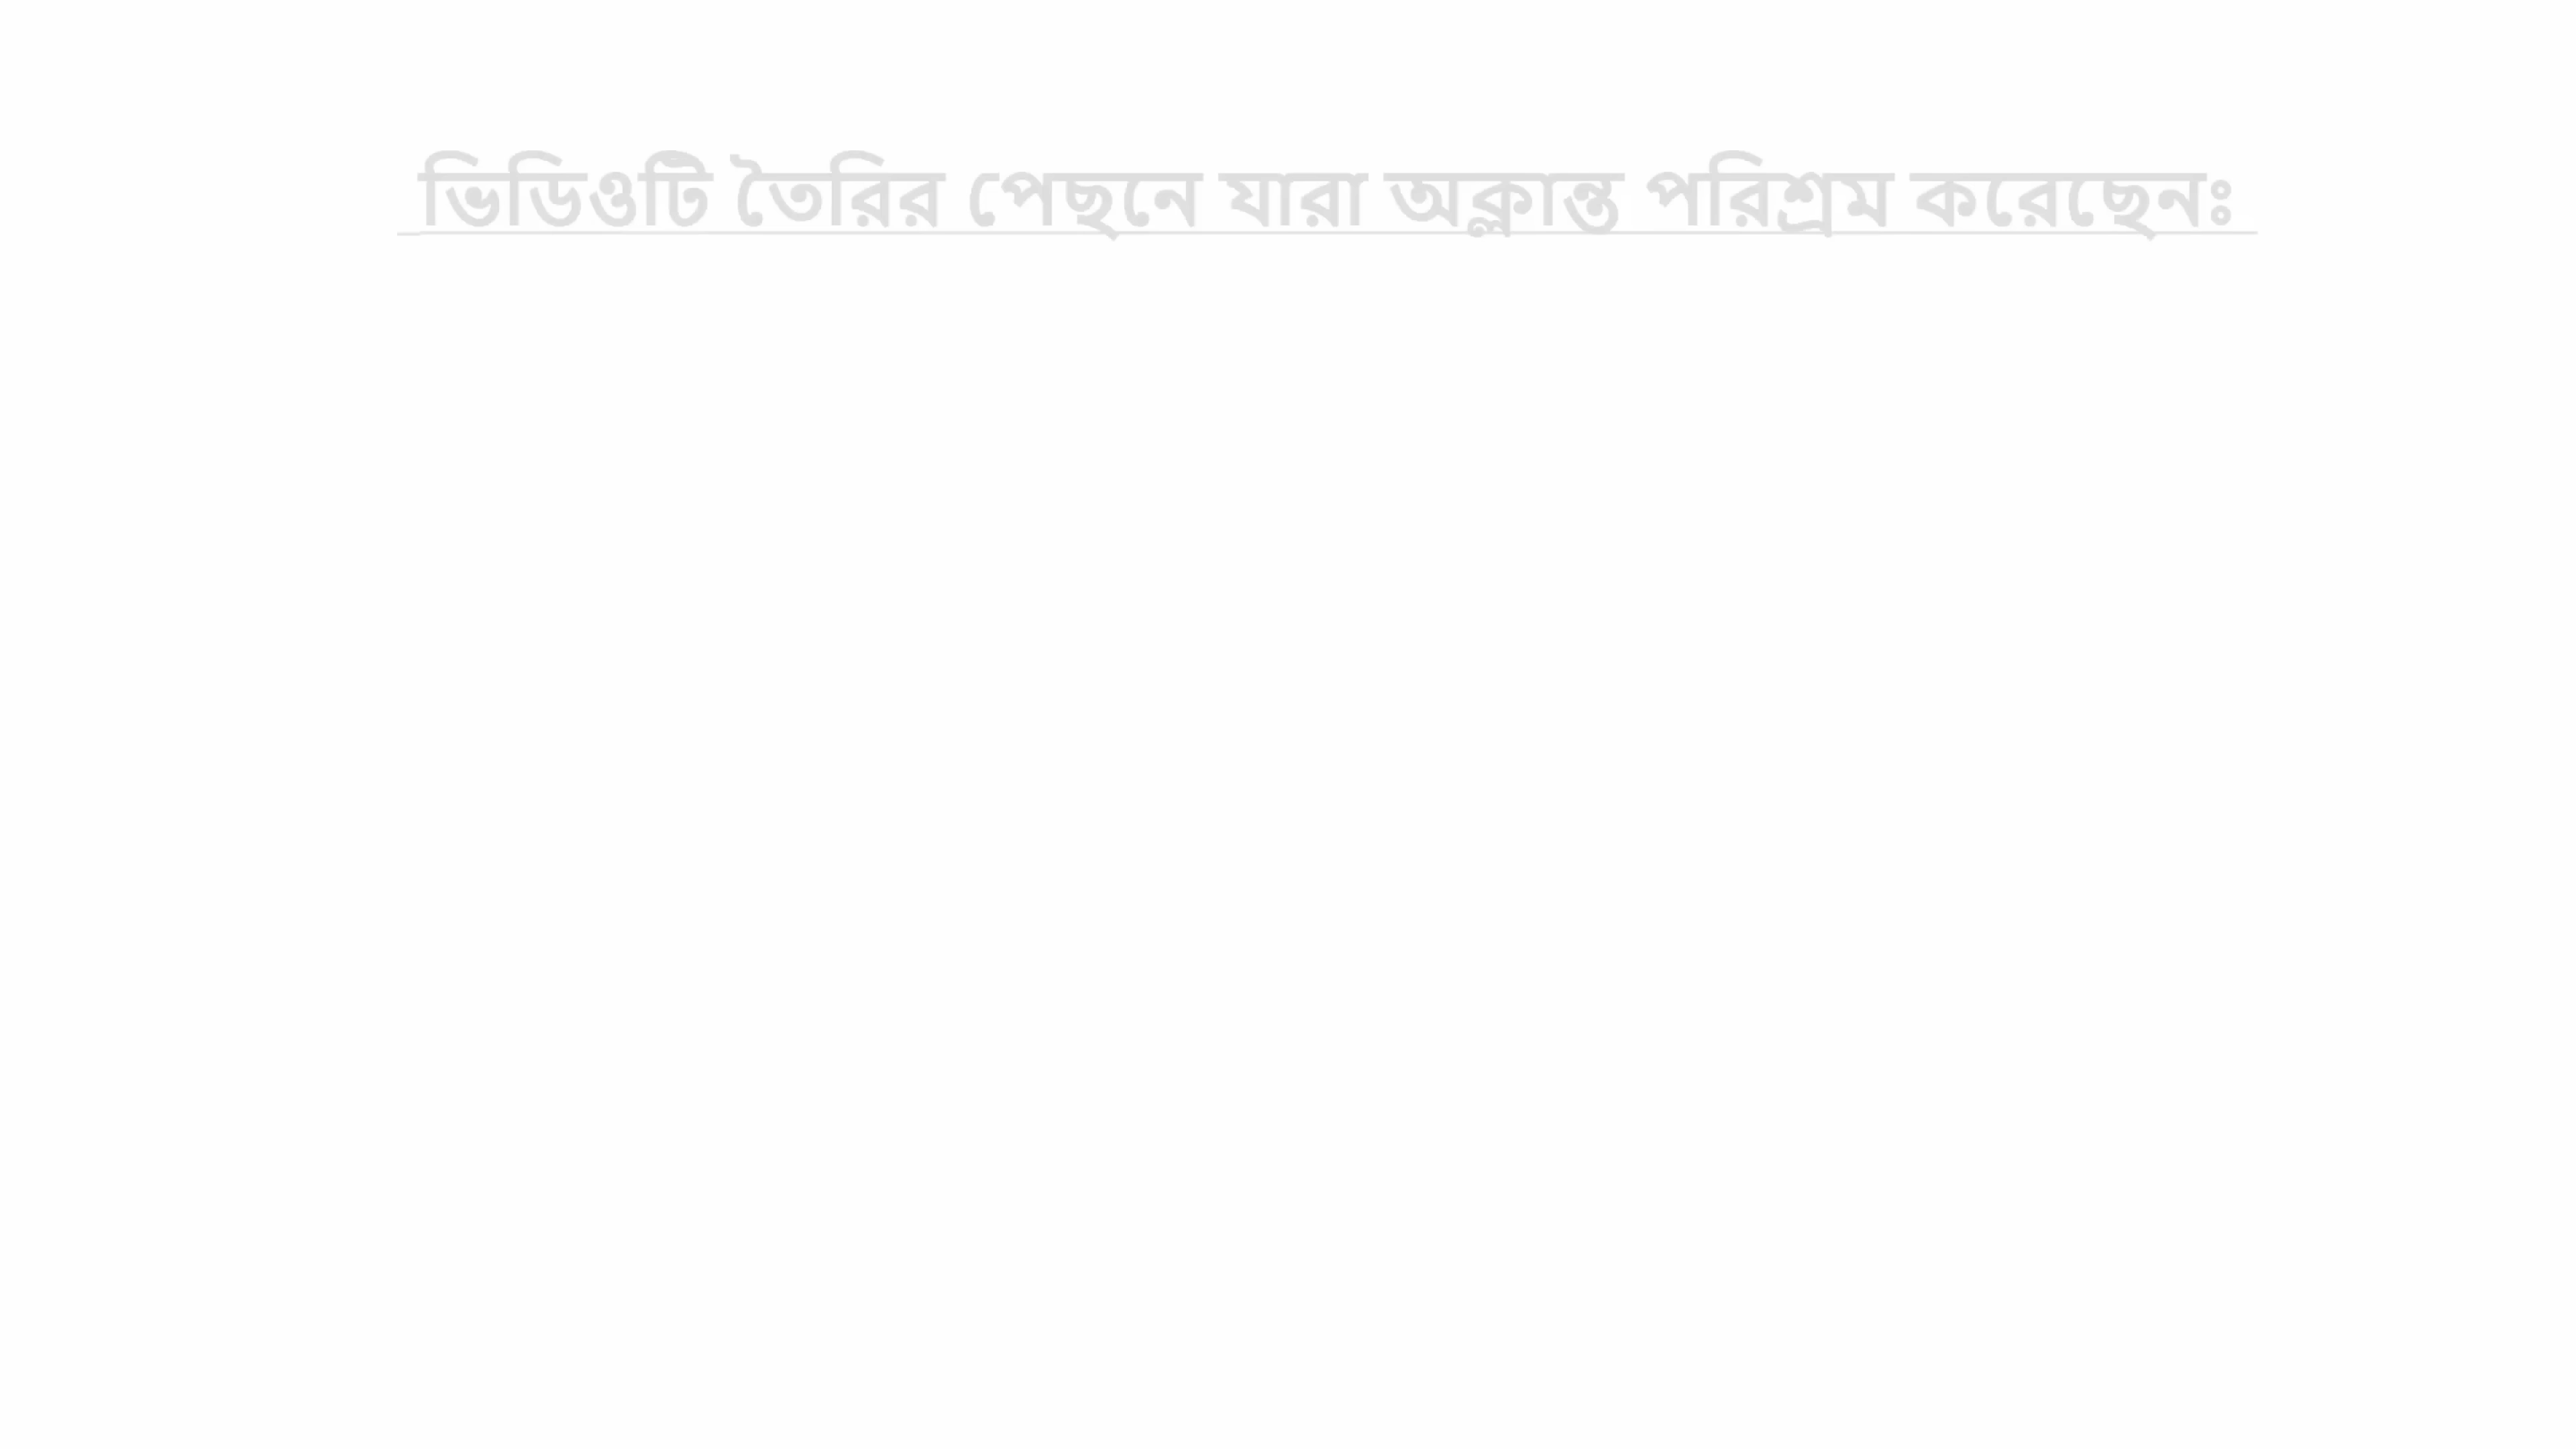 ভিডিওটি তৈরির পেছনে যারা অক্লান্ত পরিশ্রম করেছেনঃ